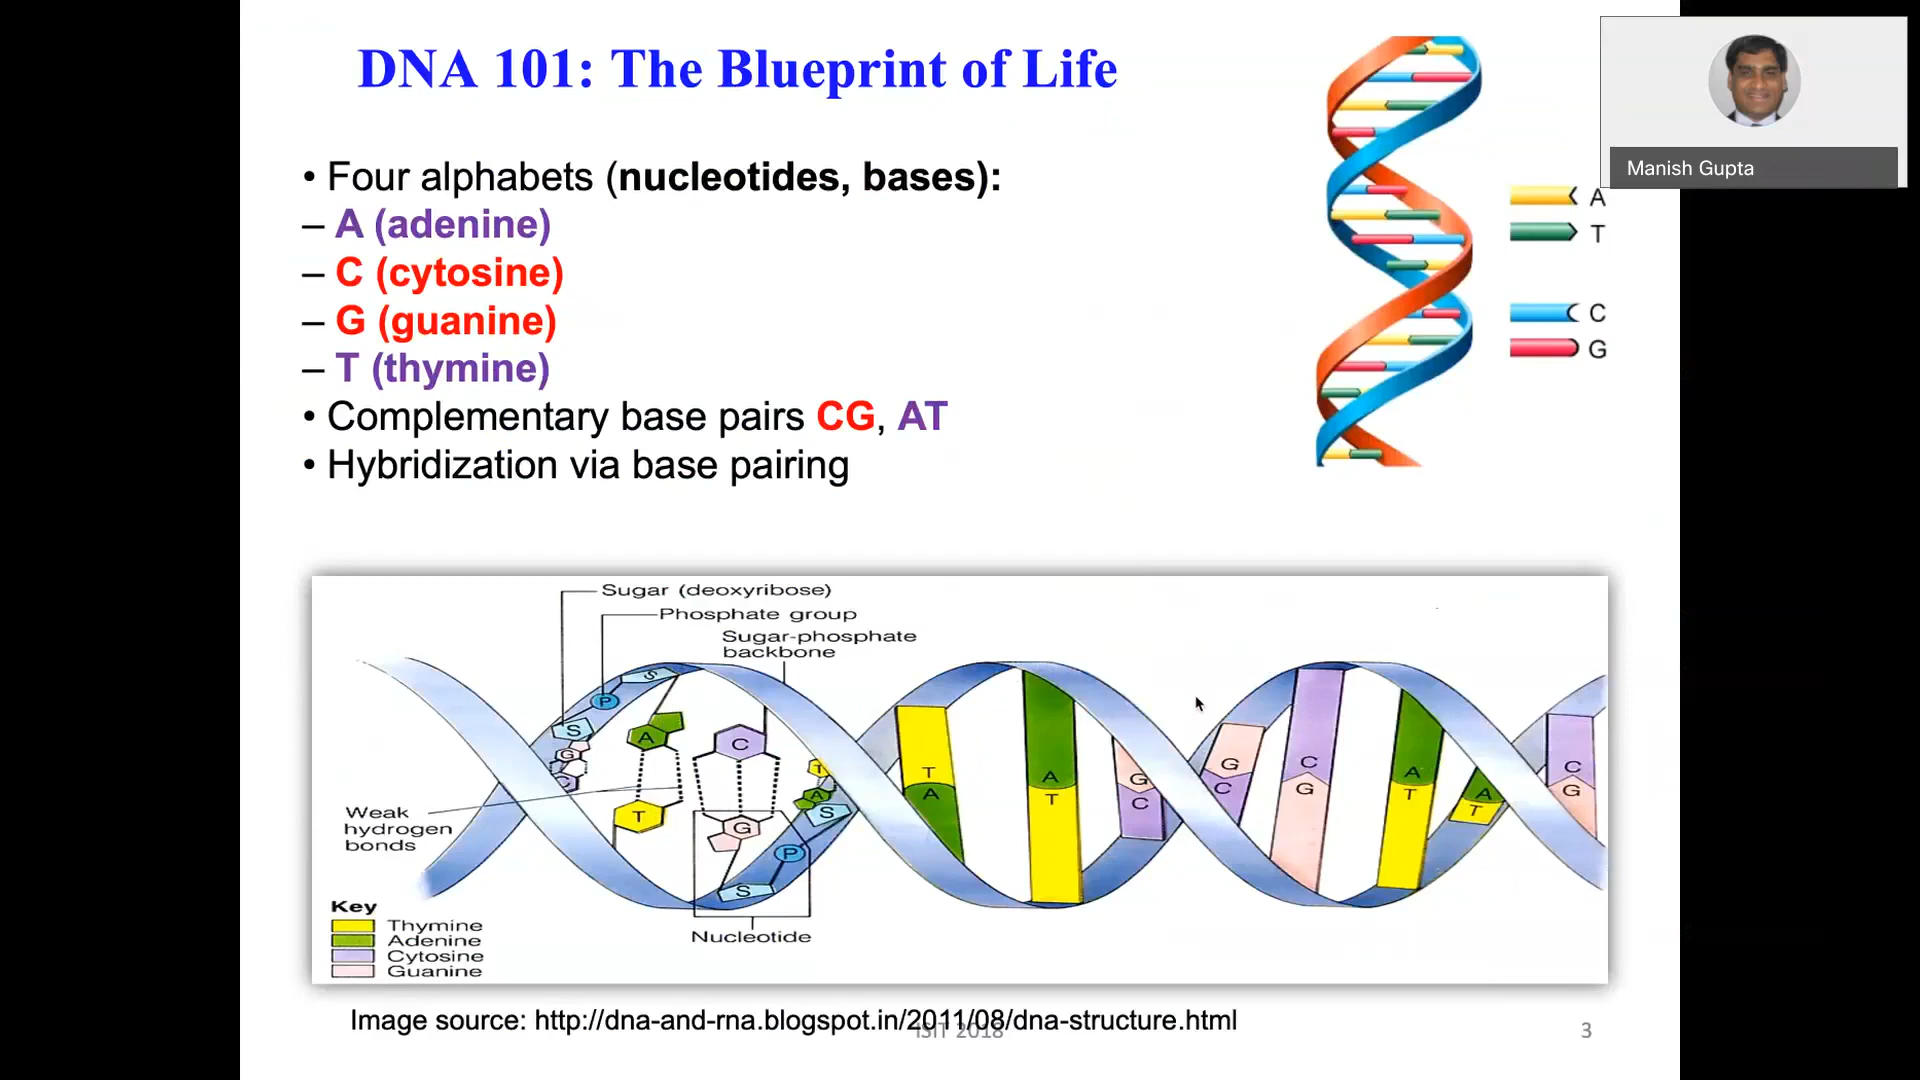 DNA 101: The Blueprint of Life
Manish Gupta
• Four alphabets (nucleotides, bases):
– A (adenine)
– C (cytosine)
– G (guanine)
– T (thymine)
• Complementary base pairs CG, AT
• Hybridization via base pairing
A
T
C
G
Sugar (deoxyribose)
Phosphate group
Sugar-phosphate
backbone
S
P
S
G
C
A
C
T
G
T
A
S
P
S
Weak
hydrogen
bonds
Nucleotide
T
A
A
T
G
C
G
C
C
G
A
T
A
T
C
G
Key
Thymine
Adenine
Cytosine
Guanine
Image source: http://dna-and-rna.blogspot.in/2011/08/dna-structure.html
ISIT 2018
3